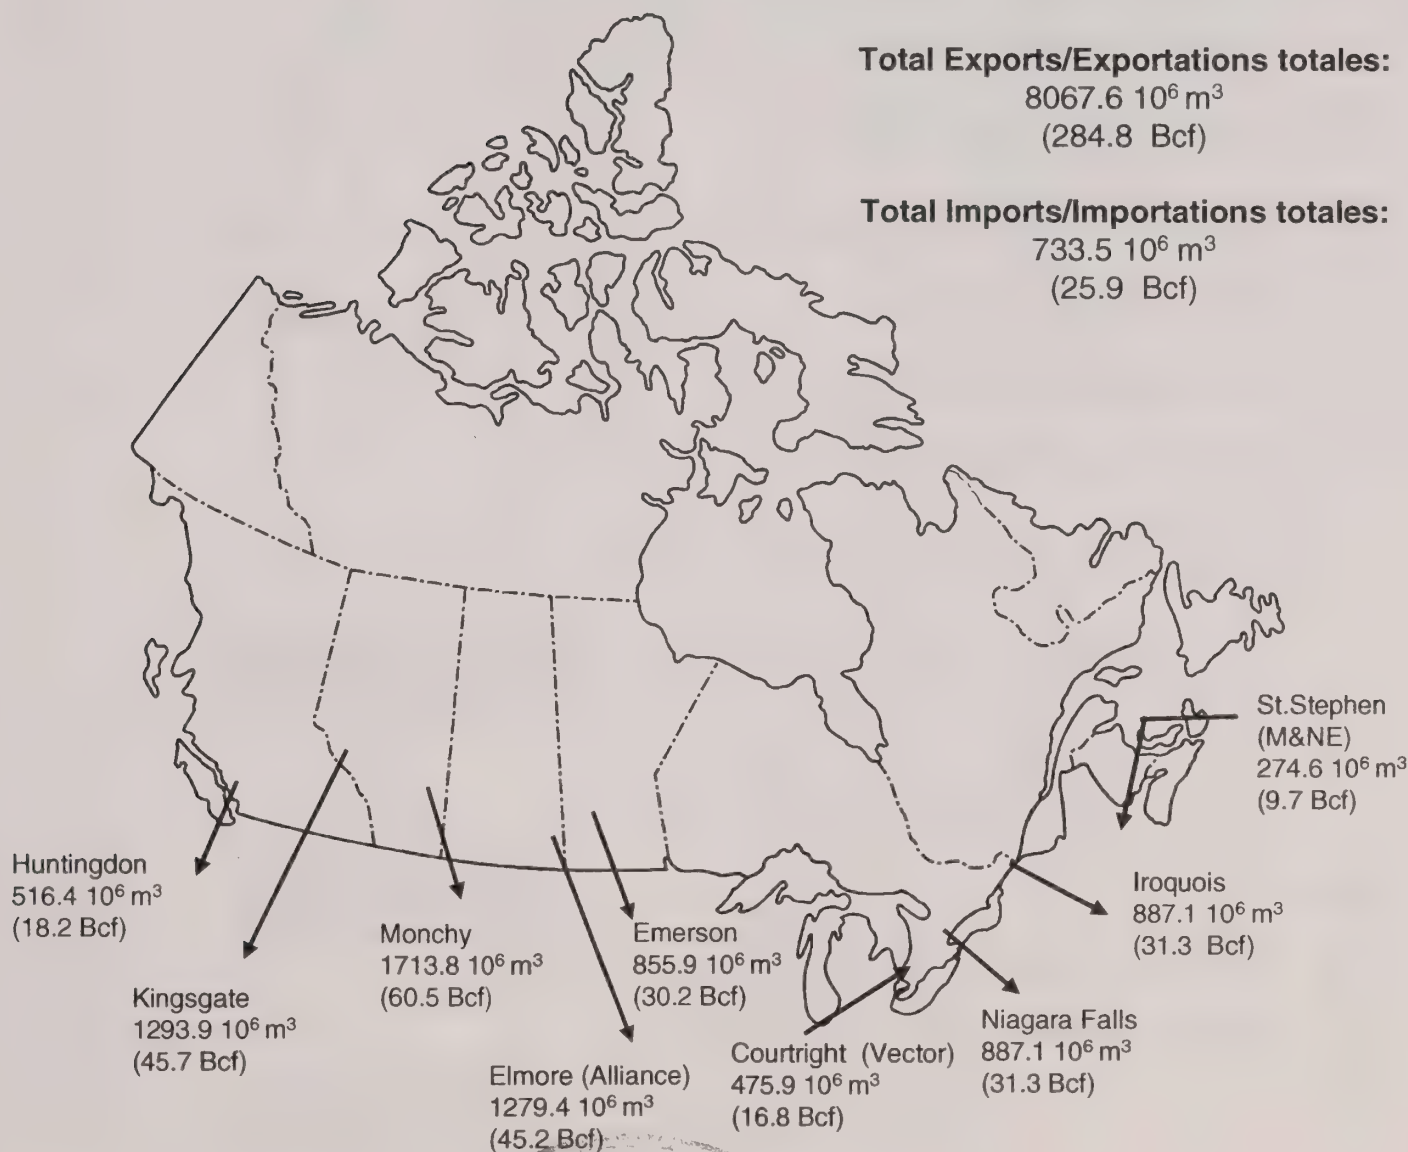 Total Exports/Exportations totales:
8067.6 10⁶ m³
(284.8 Bcf)
Total Imports/Importations totales:
733.5 10⁶ m³
(25.9 Bcf)
St.Stephen
(M&NE)
274.6 10⁶ m³
(9.7 Bcf)
Huntingdon
516.4 10⁶ m³
(18.2 Bcf)
Iroquois
887.1 10⁶ m³
(31.3 Bcf)
Monchy
1713.8 10⁶ m³
(60.5 Bcf)
Emerson
855.9 10⁶ m³
(30.2 Bcf)
Kingsgate
1293.9 10⁶ m³
(45.7 Bcf)
Niagara Falls
887.1 10⁶ m³
(31.3 Bcf)
Courtright (Vector)
475.9 10⁶ m³
(16.8 Bcf)
Elmore (Alliance)
1279.4 10⁶ m³
(45.2 Bcf)